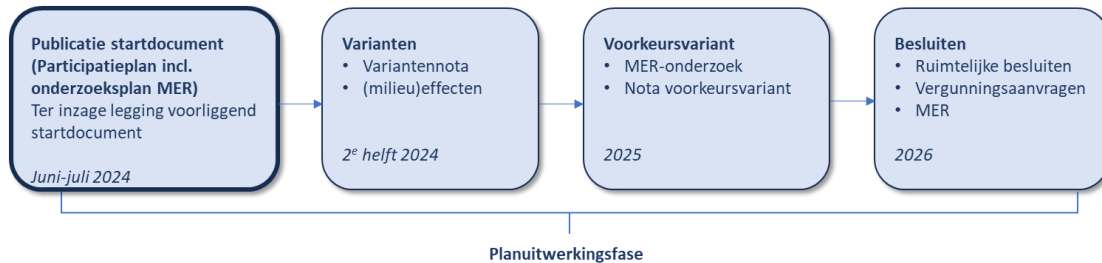 Publicatie startdocument
(Participatieplan incl.
onderzoeksplan MER)
Ter inzage legging voorliggend
startdocument
Juni-juli 2024
Varianten
• Variantennota
• (milieu)effecten
2e helft 2024
Voorkeursvariant
• MER-onderzoek
• Nota voorkeursvariant
2025
Besluiten
• Ruimtelijke besluiten
• Vergunningsaanvragen
• MER
2026
Planuitwerkingsfase